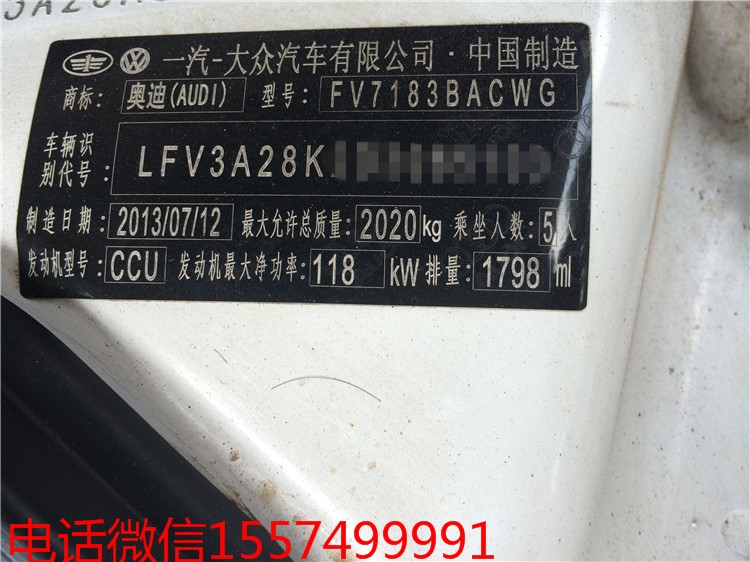 一汽-大众汽车有限公司·中国制造
商标: 奥迪(AUDI) 型号: FV7183BACWG
车辆识
别代号: LFV3A28K
制造日期: 2013/07/12 最大允许总质量: 2020kg 乘坐人数: 5人
发动机型号: CCU 发动机最大净功率: 118 kW 排量: 1798 ml
电话微信1557499991